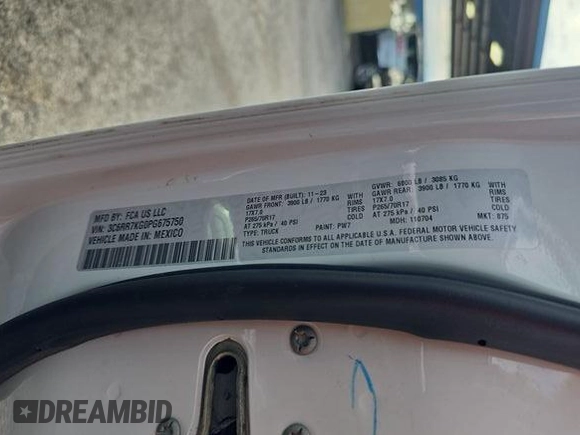 MFD BY: FCA US LLC
VIN: 3C6RR7KGDPG675750
VEHICLE MADE IN: MEXICO
DATE OF MFR (BUILT): 11-23
GAWR FRONT: 3900 LB / 1770 KG
17X7.0 RIMS
P265/70R17 TIRES
AT 275 kPa / 40 PSI COLD
TYPE: TRUCK PAINT: PW7
GVWR: 6800 LB / 3085 KG
GAWR REAR: 3900 LB / 1770 KG
17X7.0 RIMS
P265/70R17 TIRES
AT 275 kPa / 40 PSI COLD
MDH: 110704 MKT: 875
THIS VEHICLE CONFORMS TO ALL APPLICABLE U.S.A. FEDERAL MOTOR VEHICLE SAFETY
STANDARDS IN EFFECT ON THE DATE OF MANUFACTURE SHOWN ABOVE.
DREAMBID